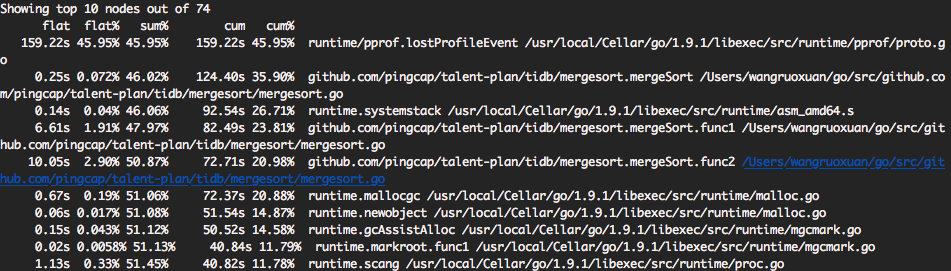 Showing top 10 nodes out of 74
flat flat% sum% cum cum%
159.22s 45.95% 45.95% 159.22s 45.95% runtime/pprof.lostProfileEvent /usr/local/Cellar/go/1.9.1/libexec/src/runtime/pprof/proto.g
o
0.25s 0.072% 46.02% 124.40s 35.90% github.com/pingcap/talent-plan/tidb/mergesort.mergeSort /Users/wangruoxuan/go/src/github.co
m/pingcap/talent-plan/tidb/mergesort/mergesort.go
0.14s 0.04% 46.06% 92.54s 26.71% runtime.systemstack /usr/local/Cellar/go/1.9.1/libexec/src/runtime/asm_amd64.s
6.61s 1.91% 47.97% 82.49s 23.81% github.com/pingcap/talent-plan/tidb/mergesort.mergeSort.func1 /Users/wangruoxuan/go/src/git
hub.com/pingcap/talent-plan/tidb/mergesort/mergesort.go
10.05s 2.90% 50.87% 72.71s 20.98% github.com/pingcap/talent-plan/tidb/mergesort.mergeSort.func2 /Users/wangruoxuan/go/src/git
hub.com/pingcap/talent-plan/tidb/mergesort/mergesort.go
0.67s 0.19% 51.06% 72.37s 20.88% runtime.mallocgc /usr/local/Cellar/go/1.9.1/libexec/src/runtime/malloc.go
0.06s 0.017% 51.08% 51.54s 14.87% runtime.newobject /usr/local/Cellar/go/1.9.1/libexec/src/runtime/malloc.go
0.15s 0.043% 51.12% 50.52s 14.58% runtime.gcAssistAlloc /usr/local/Cellar/go/1.9.1/libexec/src/runtime/mgcmark.go
0.02s 0.0058% 51.13% 40.84s 11.79% runtime.markroot.func1 /usr/local/Cellar/go/1.9.1/libexec/src/runtime/mgcmark.go
1.13s 0.33% 51.45% 40.82s 11.78% runtime.scang /usr/local/Cellar/go/1.9.1/libexec/src/runtime/proc.go